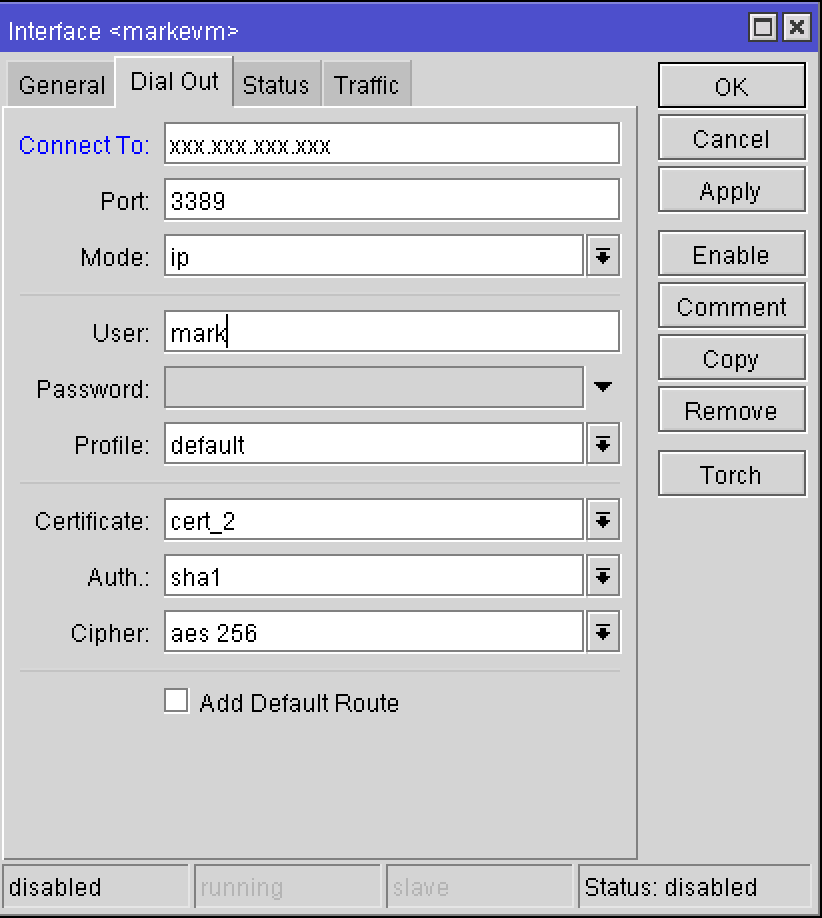 Interface <markevm>
General Dial Out Status Traffic
OK
Connect To: xxx.xxx.xxx.xxx
Cancel
Port: 3389
Apply
Mode: ip
Enable
Comment
User: mark
Copy
Password:
Remove
Profile: default
Torch
Certificate: cert_2
Auth.: sha1
Cipher: aes 256
Add Default Route
disabled running slave Status: disabled